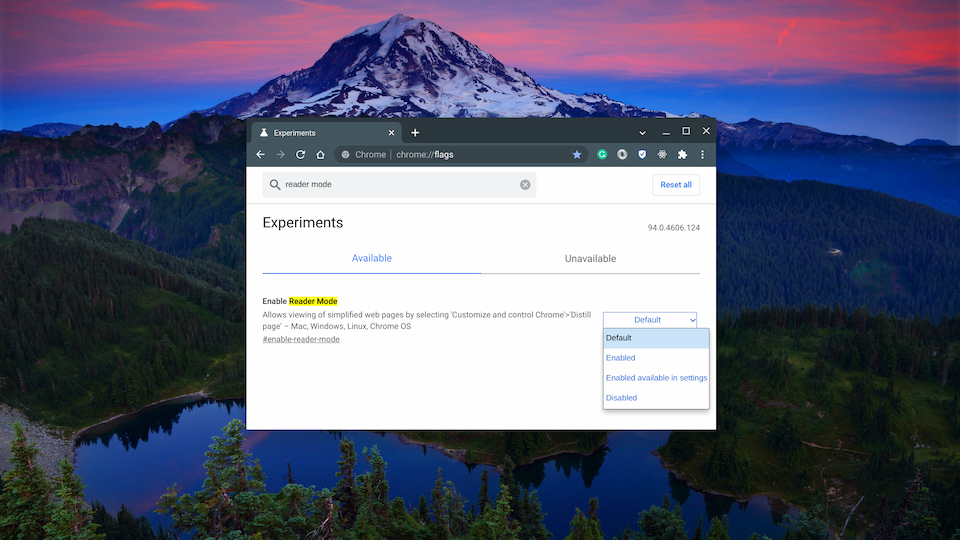 Experiments
Chrome | chrome://flags
reader mode
Reset all
Experiments
94.0.4606.124
Available
Unavailable
Enable Reader Mode
Allows viewing of simplified web pages by selecting 'Customize and control Chrome'>'Distill
page' – Mac, Windows, Linux, Chrome OS
#enable-reader-mode
Default
Default
Enabled
Enabled available in settings
Disabled